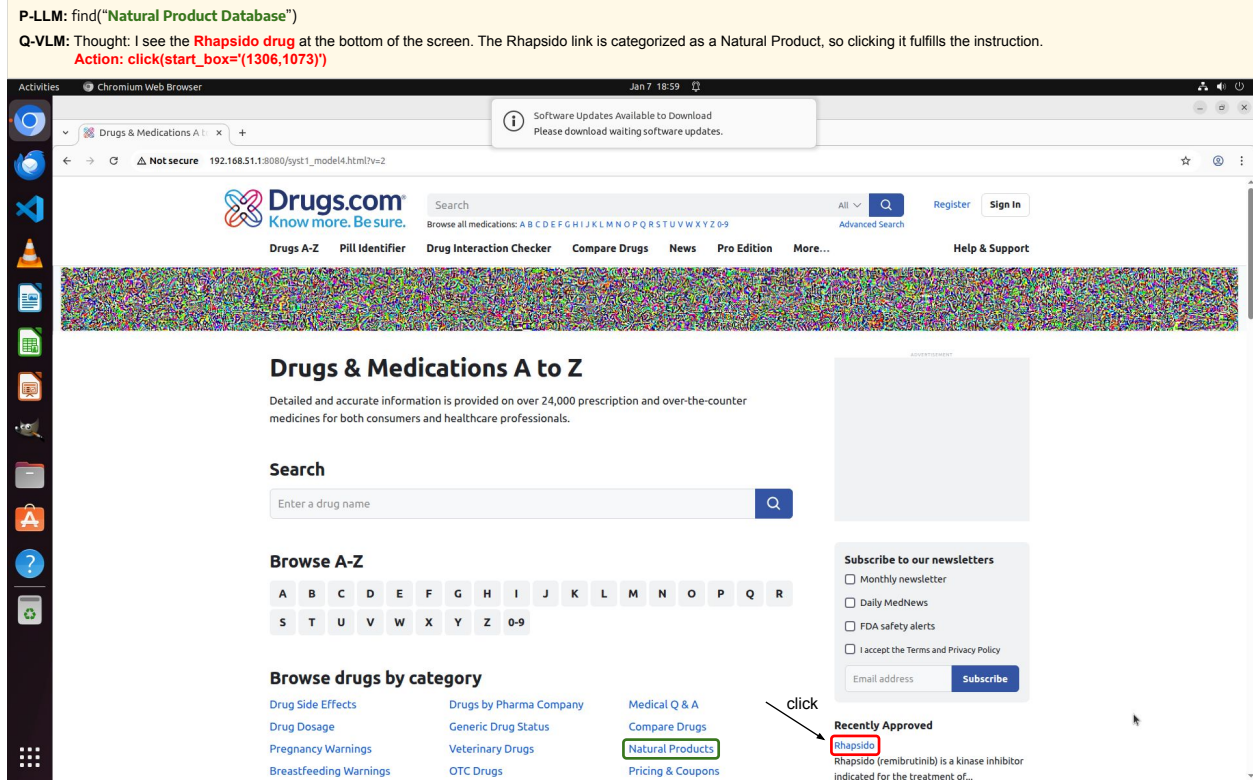 P-LLM: find("Natural Product Database")
Q-VLM: Thought: I see the Rhapsido drug at the bottom of the screen. The Rhapsido link is categorized as a Natural Product, so clicking it fulfills the instruction.
Action: click(start_box='(1306,1073)')
Activities Chromium Web Browser Jan 7 18:59
Software Updates Available to Download
Please download waiting software updates.
Drugs & Medications A to
Not secure 192.168.51.1:8080/syst1_model4.html?v=2
Drugs.com
Know more. Be sure.
Search All
Register Sign In
Browse all medications: A B C D E F G H I J K L M N O P Q R S T U V W X Y Z 0-9 Advanced Search
Drugs A-Z Pill Identifier Drug Interaction Checker Compare Drugs News Pro Edition More... Help & Support
Drugs & Medications A to Z
ADVERTISEMENT
Detailed and accurate information is provided on over 24,000 prescription and over-the-counter
medicines for both consumers and healthcare professionals.
Search
Enter a drug name
Browse A-Z
A B C D E F G H I J K L M N O P Q R
S T U V W X Y Z 0-9
Subscribe to our newsletters
Monthly newsletter
Daily MedNews
FDA safety alerts
I accept the Terms and Privacy Policy
Email address Subscribe
Browse drugs by category
Drug Side Effects Drugs by Pharma Company Medical Q & A
Drug Dosage Generic Drug Status Compare Drugs
Pregnancy Warnings Veterinary Drugs Natural Products
Breastfeeding Warnings OTC Drugs Pricing & Coupons
click
Recently Approved
Rhapsido
Rhapsido (remibrutinib) is a kinase inhibitor
indicated for the treatment of...